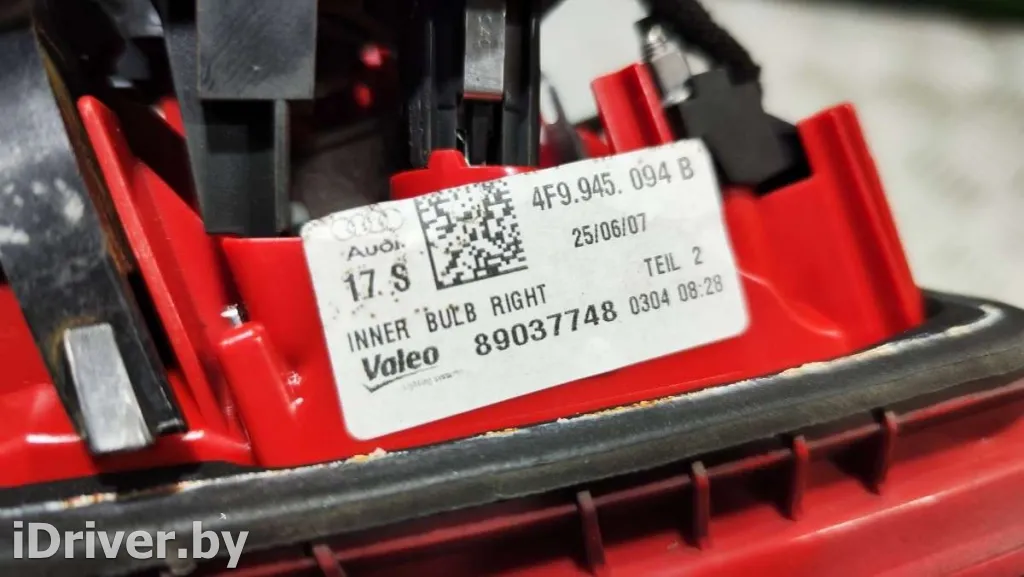 4F9.945. 094 B
Audi
25/06/07
17. S
TEIL 2
INNER BULB RIGHT
Valeo 89037748 0304 08:28
iDriver.by